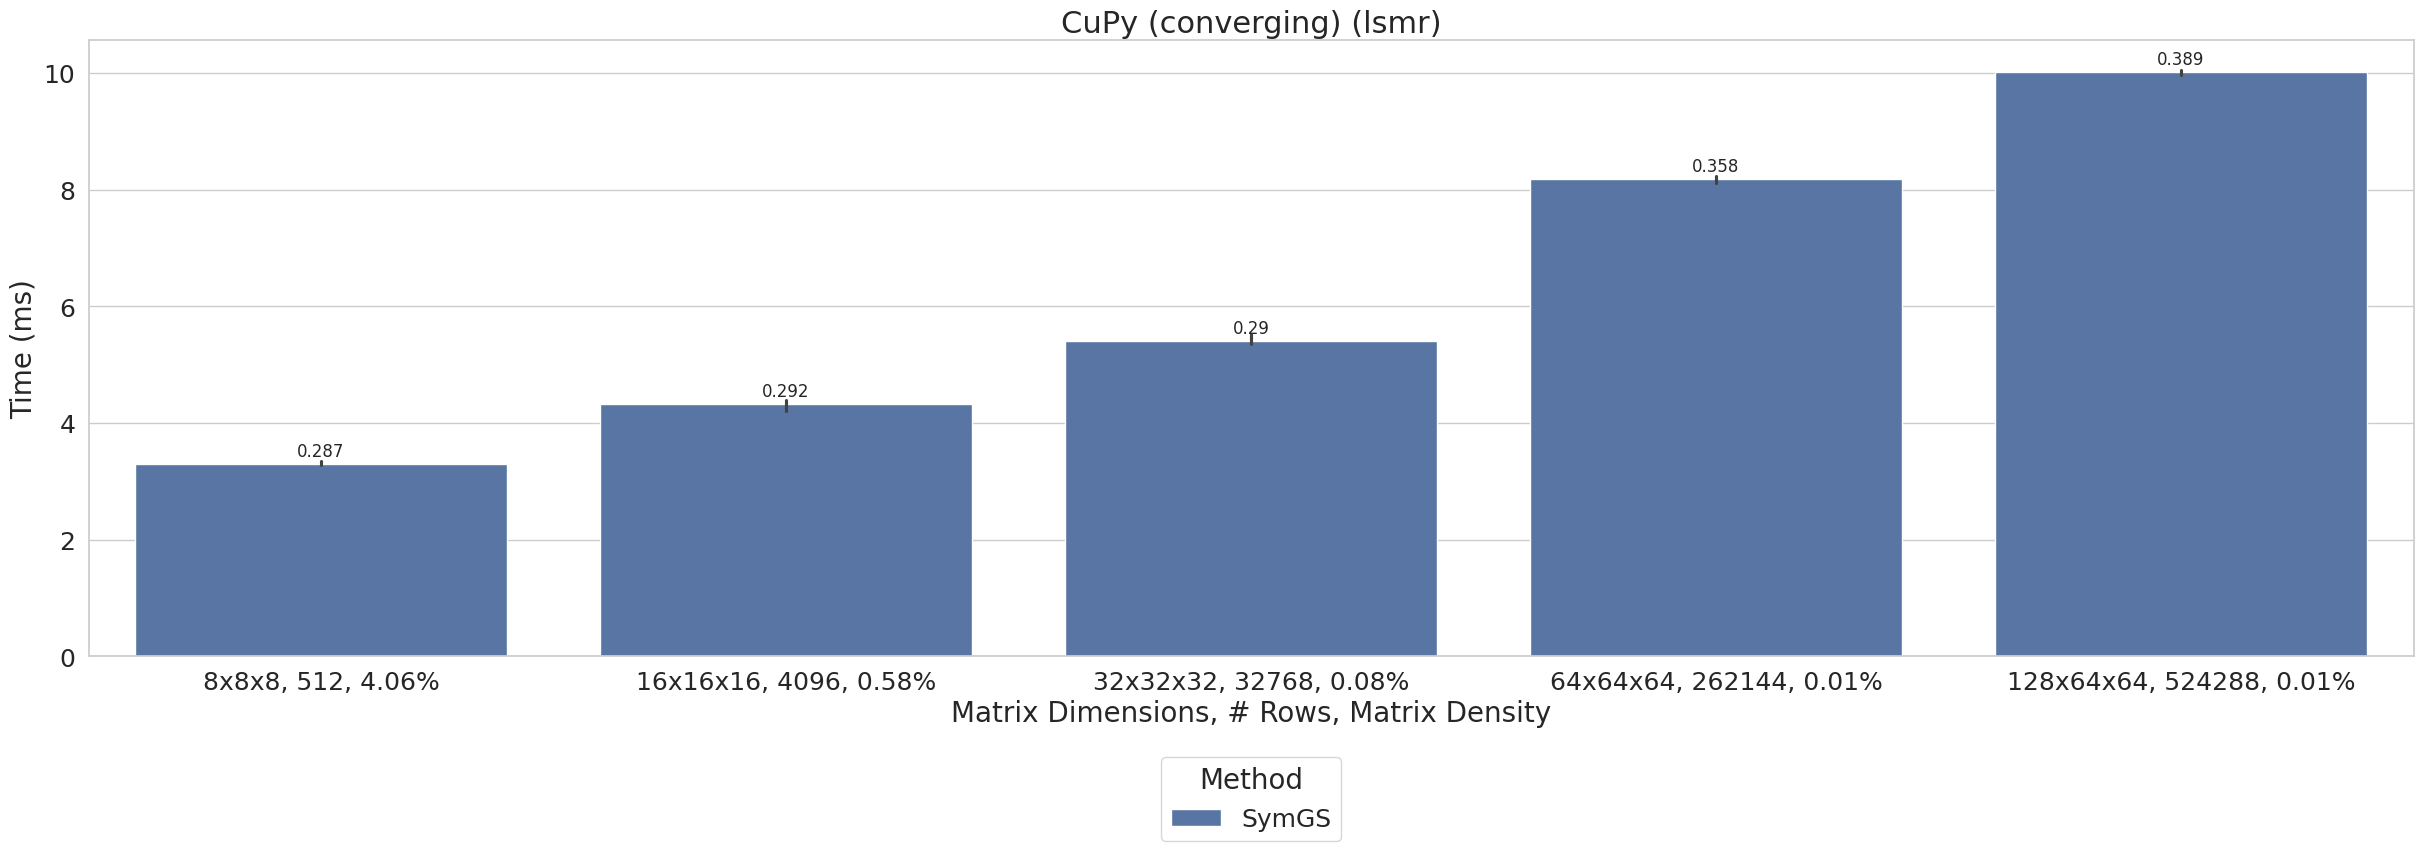 CuPy (converging) (lsmr)
Time (ms)
10
8
6
4
2
0
0.287
0.292
0.29
0.358
0.389
8x8x8, 512, 4.06%
16x16x16, 4096, 0.58%
32x32x32, 32768, 0.08%
64x64x64, 262144, 0.01%
128x64x64, 524288, 0.01%
Matrix Dimensions, # Rows, Matrix Density
Method
SymGS